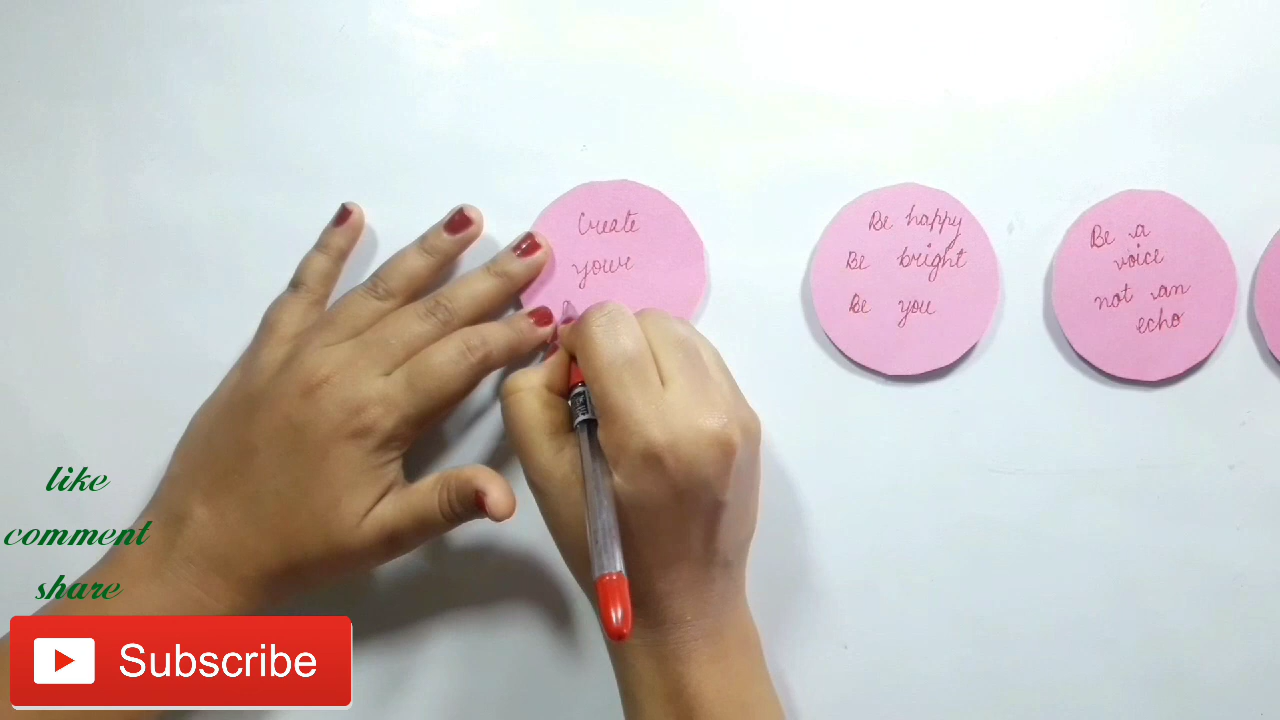 Create
your
Be happy
Be bright
Be you
Be a
voice
not an
echo
like
comment
share
Subscribe